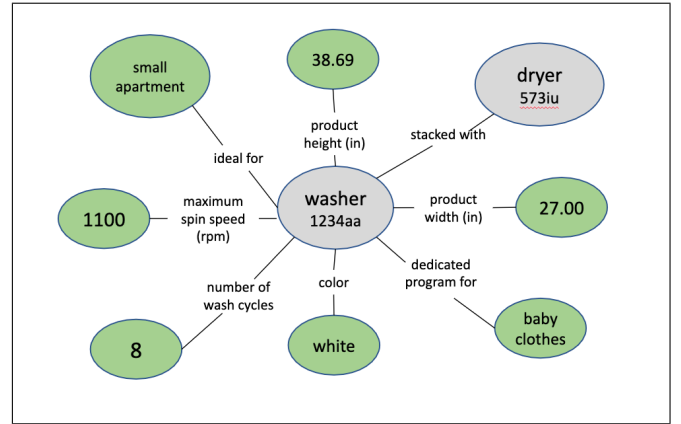 small
apartment
38.69
dryer
573iu
product
height (in)
stacked with
ideal for
1100
maximum
spin speed
(rpm)
washer
1234aa
product
width (in)
27.00
number of
wash cycles
color
dedicated
program for
8
white
baby
clothes